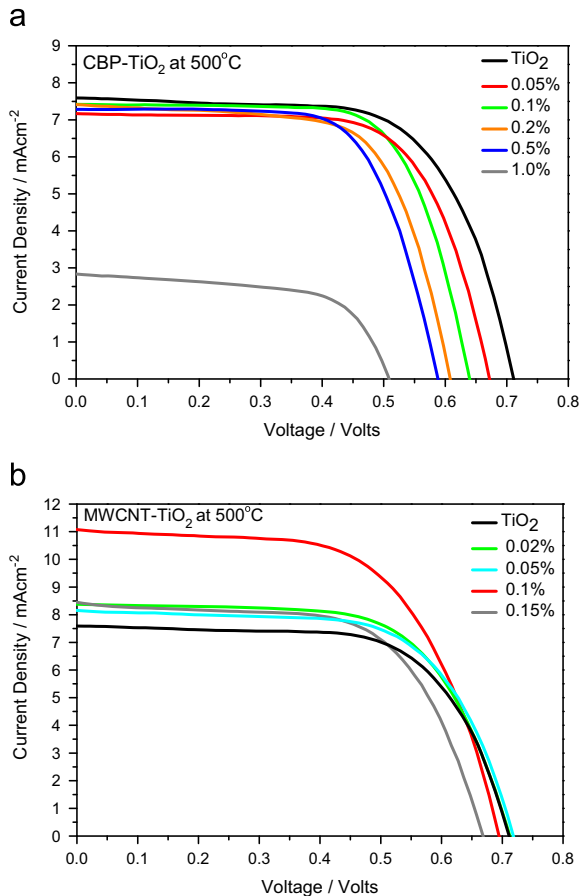 a
CBP-TiO2 at 500oC
TiO2
0.05%
0.1%
0.2%
0.5%
1.0%
9
8
7
6
5
4
3
2
1
0
Current Density / mAcm-2
0.0 0.1 0.2 0.3 0.4 0.5 0.6 0.7 0.8
Voltage / Volts
b
MWCNT-TiO2 at 500oC
TiO2
0.02%
0.05%
0.1%
0.15%
12
11
10
9
8
7
6
5
4
3
2
1
0
Current Density / mAcm-2
0.0 0.1 0.2 0.3 0.4 0.5 0.6 0.7 0.8
Voltage / Volts